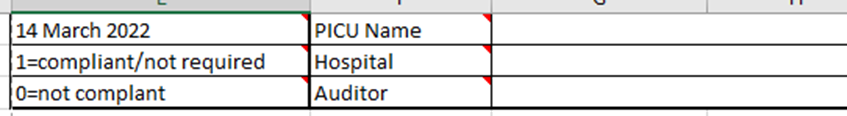 14 March 2022 PICU Name
1=compliant/not required Hospital
0=not complant Auditor